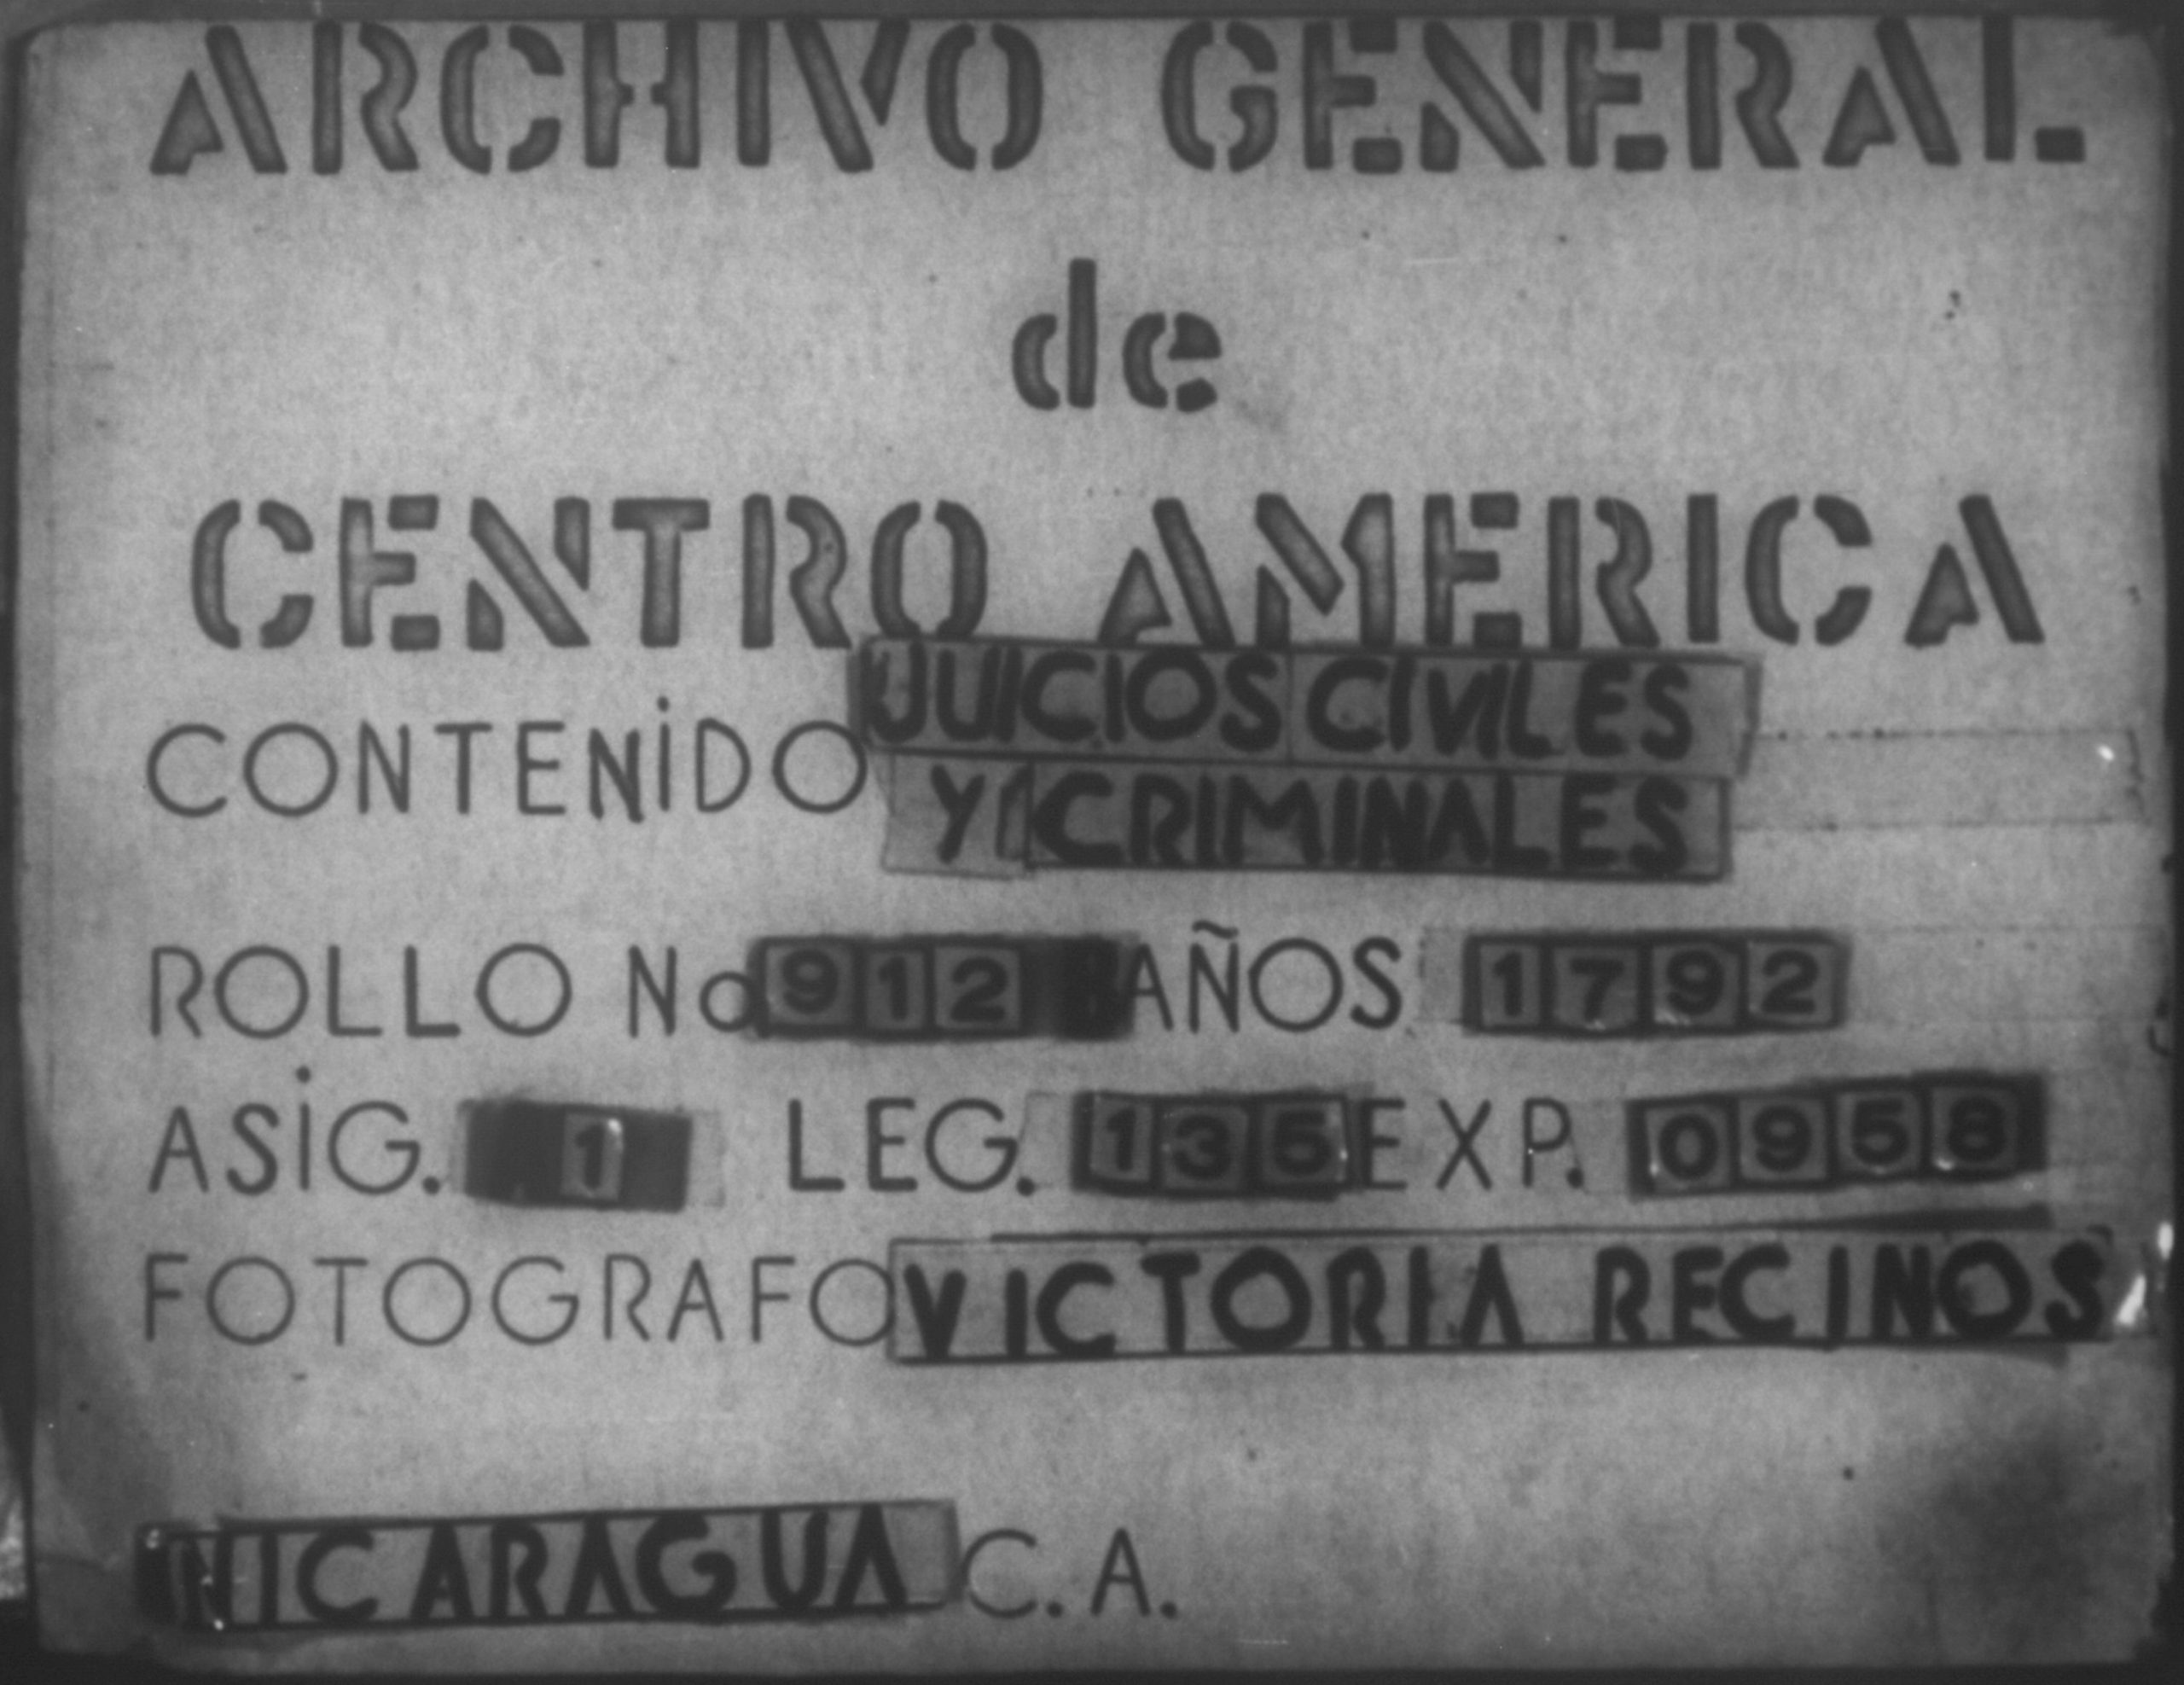 ARCHIVO GENERAL
de
CENTRO AMERICA
CONTENIDO JUICIOS CIVILES
Y CRIMINALES
ROLLO No 912 AÑOS 1792
ASIG. 1 LEG. 135 EXP. 0958
FOTOGRAFO VICTORIA RECINOS
NICARAGUA C.A.